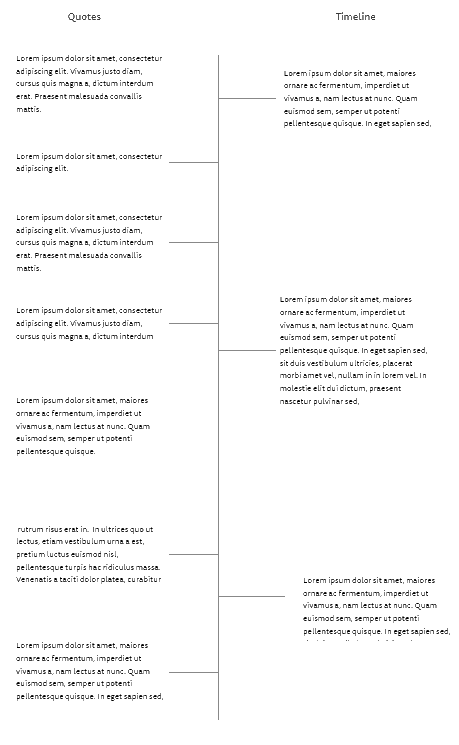 Quotes
Timeline
Lorem ipsum dolor sit amet, consectetur
adipiscing elit. Vivamus justo diam,
cursus quis magna a, dictum interdum
erat. Praesent malesuada convallis
mattis.
Lorem ipsum dolor sit amet, maiores
ornare ac fermentum, imperdiet ut
vivamus a, nam lectus at nunc. Quam
euismod sem, semper ut potenti
pellentesque quisque. In eget sapien sed,
Lorem ipsum dolor sit amet, consectetur
adipiscing elit.
Lorem ipsum dolor sit amet, consectetur
adipiscing elit. Vivamus justo diam,
cursus quis magna a, dictum interdum
erat. Praesent malesuada convallis
mattis.
Lorem ipsum dolor sit amet, consectetur
adipiscing elit. Vivamus justo diam,
cursus quis magna a, dictum interdum
Lorem ipsum dolor sit amet, maiores
ornare ac fermentum, imperdiet ut
vivamus a, nam lectus at nunc. Quam
euismod sem, semper ut potenti
pellentesque quisque. In eget sapien sed,
sit duis vestibulum ultricies, placerat
morbi amet vel, nullam in in lorem vel. In
molestie elit dui dictum, praesent
nascetur pulvinar sed,
Lorem ipsum dolor sit amet, maiores
ornare ac fermentum, imperdiet ut
vivamus a, nam lectus at nunc. Quam
euismod sem, semper ut potenti
pellentesque quisque.
rutrum risus erat in. In ultrices quo ut
lectus, etiam vestibulum urna a est,
pretium luctus euismod nisl,
pellentesque turpis hac ridiculus massa.
Venenatis a taciti dolor platea, curabitur
Lorem ipsum dolor sit amet, maiores
ornare ac fermentum, imperdiet ut
vivamus a, nam lectus at nunc. Quam
euismod sem, semper ut potenti
pellentesque quisque. In eget sapien sed,
Lorem ipsum dolor sit amet, maiores
ornare ac fermentum, imperdiet ut
vivamus a, nam lectus at nunc. Quam
euismod sem, semper ut potenti
pellentesque quisque. In eget sapien sed,